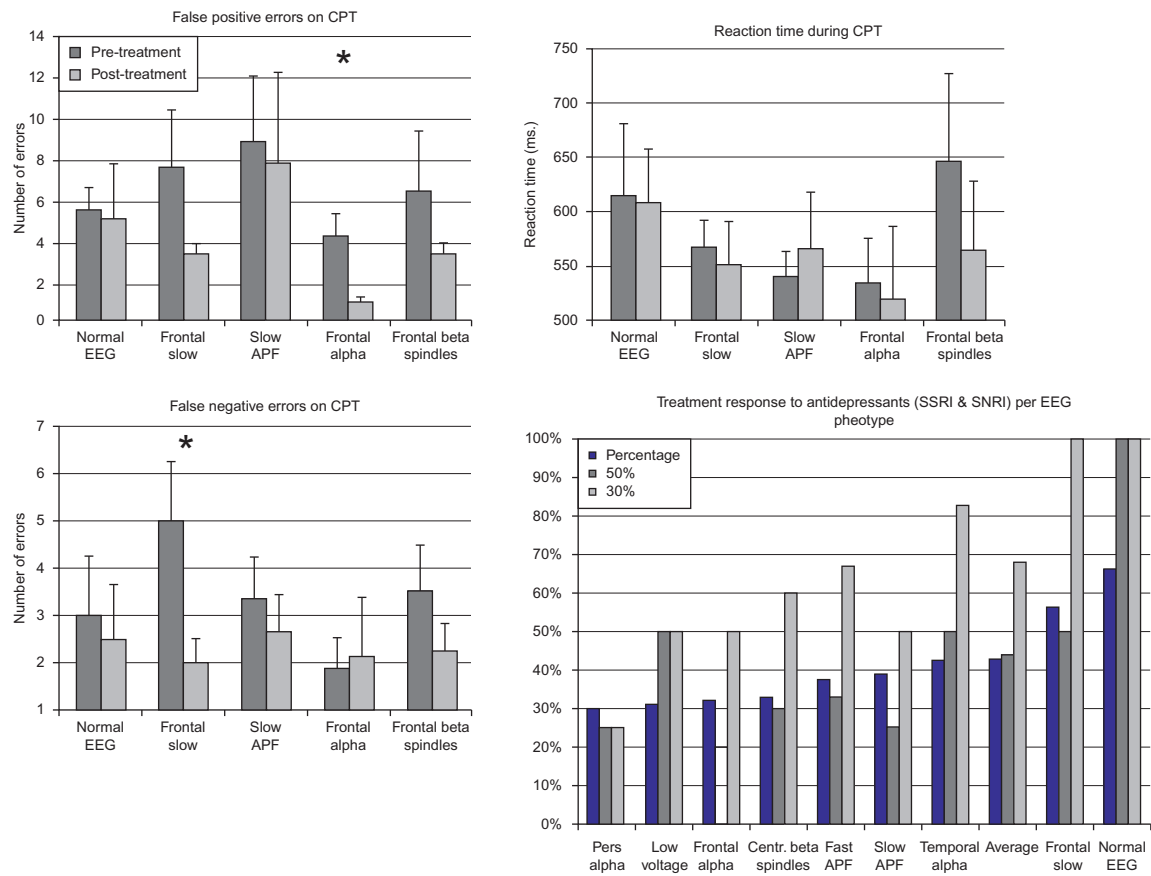 False positive errors on CPT
14
12
10
8
6
4
2
0
Number of errors
Pre-treatment
Post-treatment
*
Normal EEG
Frontal slow
Slow APF
Frontal alpha
Frontal beta spindles
Reaction time during CPT
750
700
650
600
550
500
Reaction time (ms.)
Normal EEG
Frontal slow
Slow APF
Frontal alpha
Frontal beta spindles
False negative errors on CPT
7
6
5
4
3
2
1
Number of errors
*
Normal EEG
Frontal slow
Slow APF
Frontal alpha
Frontal beta spindles
Treatment response to antidepressants (SSRI & SNRI) per EEG
pheotype
100%
90%
80%
70%
60%
50%
40%
30%
20%
10%
0%
Percentage
50%
30%
Pers alpha
Low voltage
Frontal alpha
Centr. beta spindles
Fast APF
Slow APF
Temporal alpha
Average
Frontal slow
Normal EEG